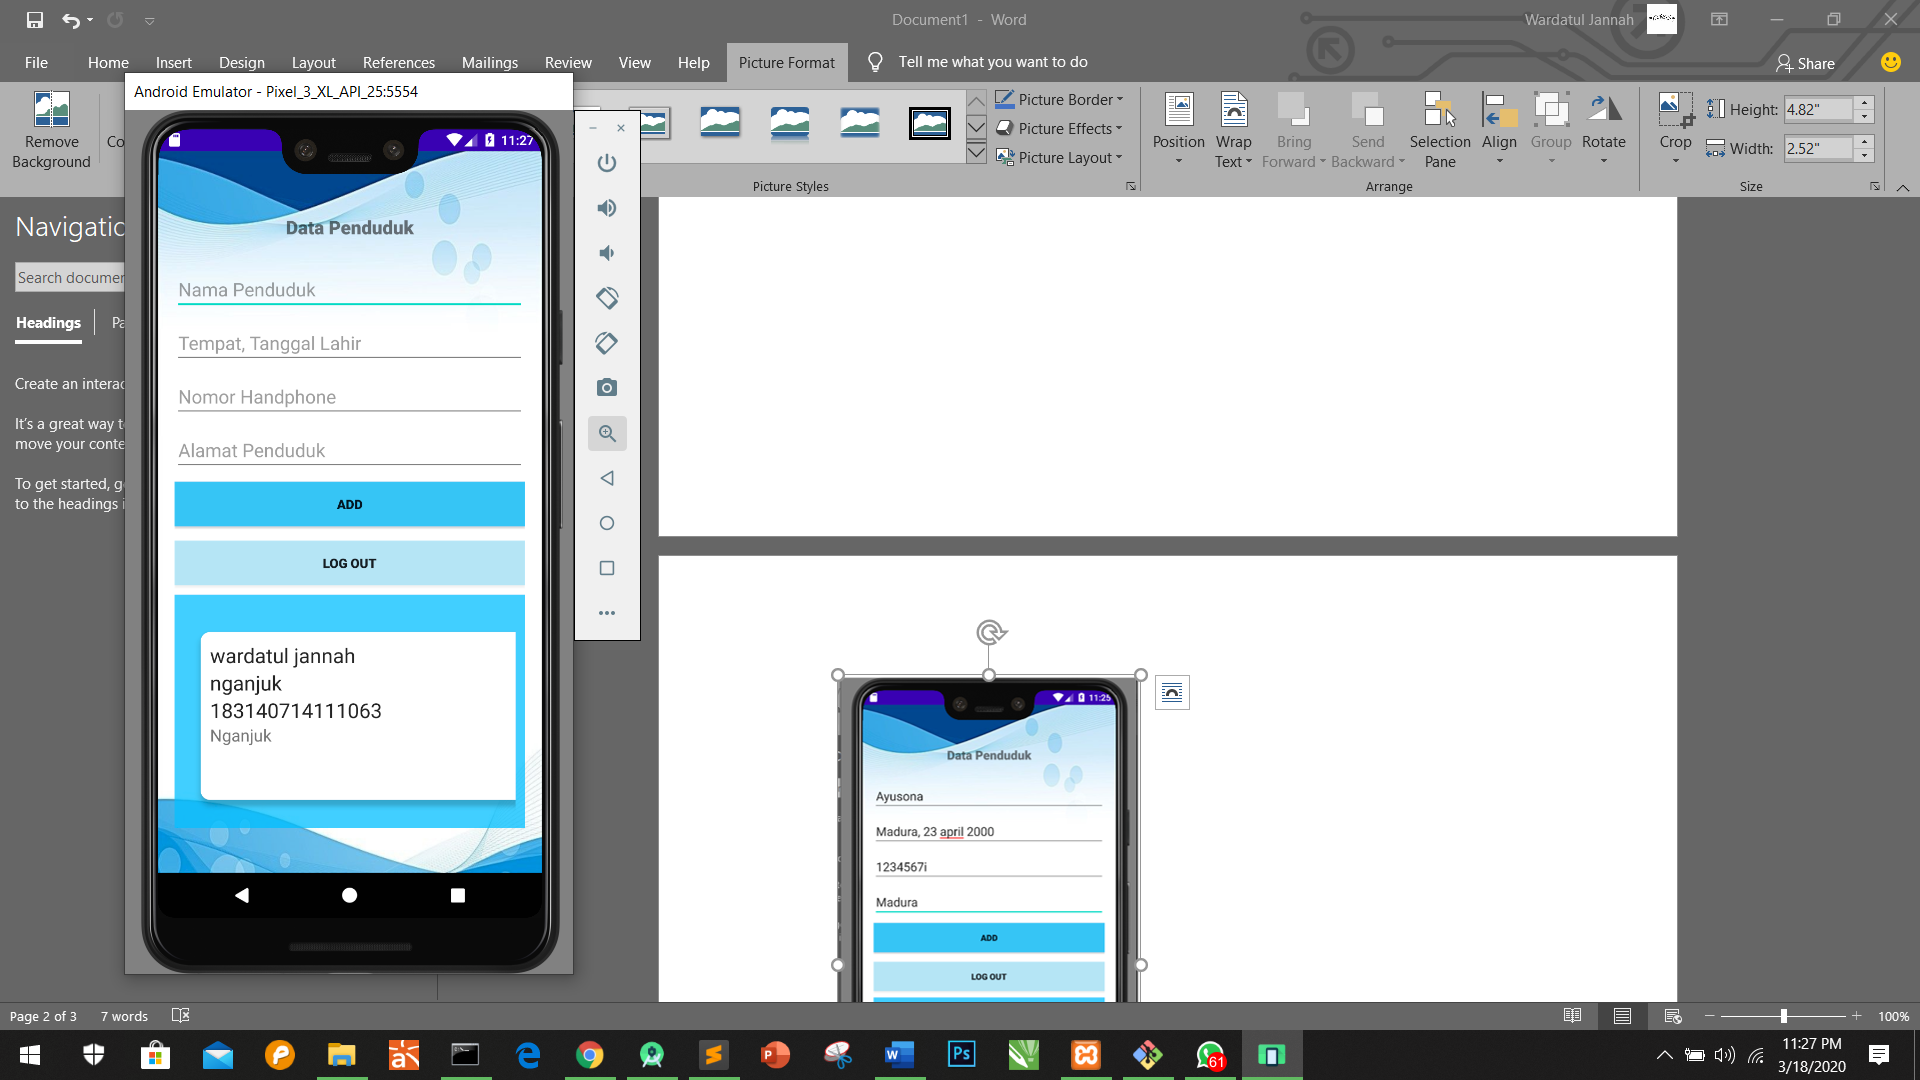 Document1 - Word
Wardatul Jannah
File
Home
Insert
Design
Layout
References
Mailings
Review
View
Help
Picture Format
Tell me what you want to do
Share
Remove
Background
Co
Picture Border
Picture Effects
Picture Layout
Picture Styles
Position
Wrap
Text
Bring
Forward
Send
Backward
Selection
Pane
Align
Group
Rotate
Arrange
Crop
Height:
4.82"
Width:
2.52"
Size
Navigatic
Search documer
Headings
Pa
Create an interac
It's a great way t
move your conte
To get started, g
to the headings i
Android Emulator - Pixel_3_XL_API_25:5554
11:27
Data Penduduk
Nama Penduduk
Tempat, Tanggal Lahir
Nomor Handphone
Alamat Penduduk
ADD
LOG OUT
wardatul jannah
nganjuk
183140714111063
Nganjuk
11:25
Data Penduduk
Ayusona
Madura, 23 april 2000
1234567i
Madura
ADD
LOG OUT
Page 2 of 3
7 words
100%
61
11:27 PM
3/18/2020